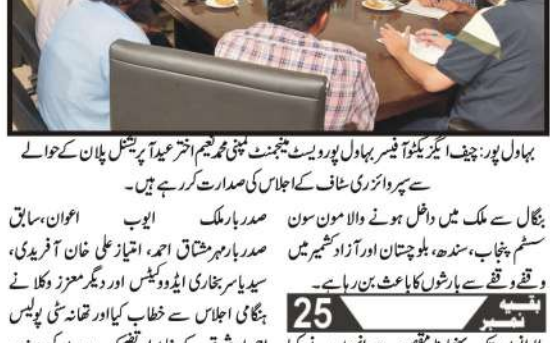 بہاول پور: چیف ایگزیکٹو آفیسر بہاول پور ویسٹ مینجمنٹ کمپنی محمد نعیم اختر عید آپریشنل پلان کے حوالے
سے سپروائزری سٹاف کے اجلاس کی صدارت کر رہے ہیں۔
بنگال سے ملک میں داخل ہونے والا مون سون
سسٹم پنجاب، سندھ، بلوچستان اور آزاد کشمیر میں
وقفے وقفے سے بارشوں کا باعث بن رہا ہے۔
بقیہ نمبر 25
صدر بار ملک ایوب اعوان، سابق
صدر بار مہر مشتاق احمد، امتیاز علی خان آفریدی،
سید یاسر بخاری ایڈووکیٹس اور دیگر معزز وکلا نے
ہنگامی اجلاس سے خطاب کیا اور تھانہ سٹی پولیس